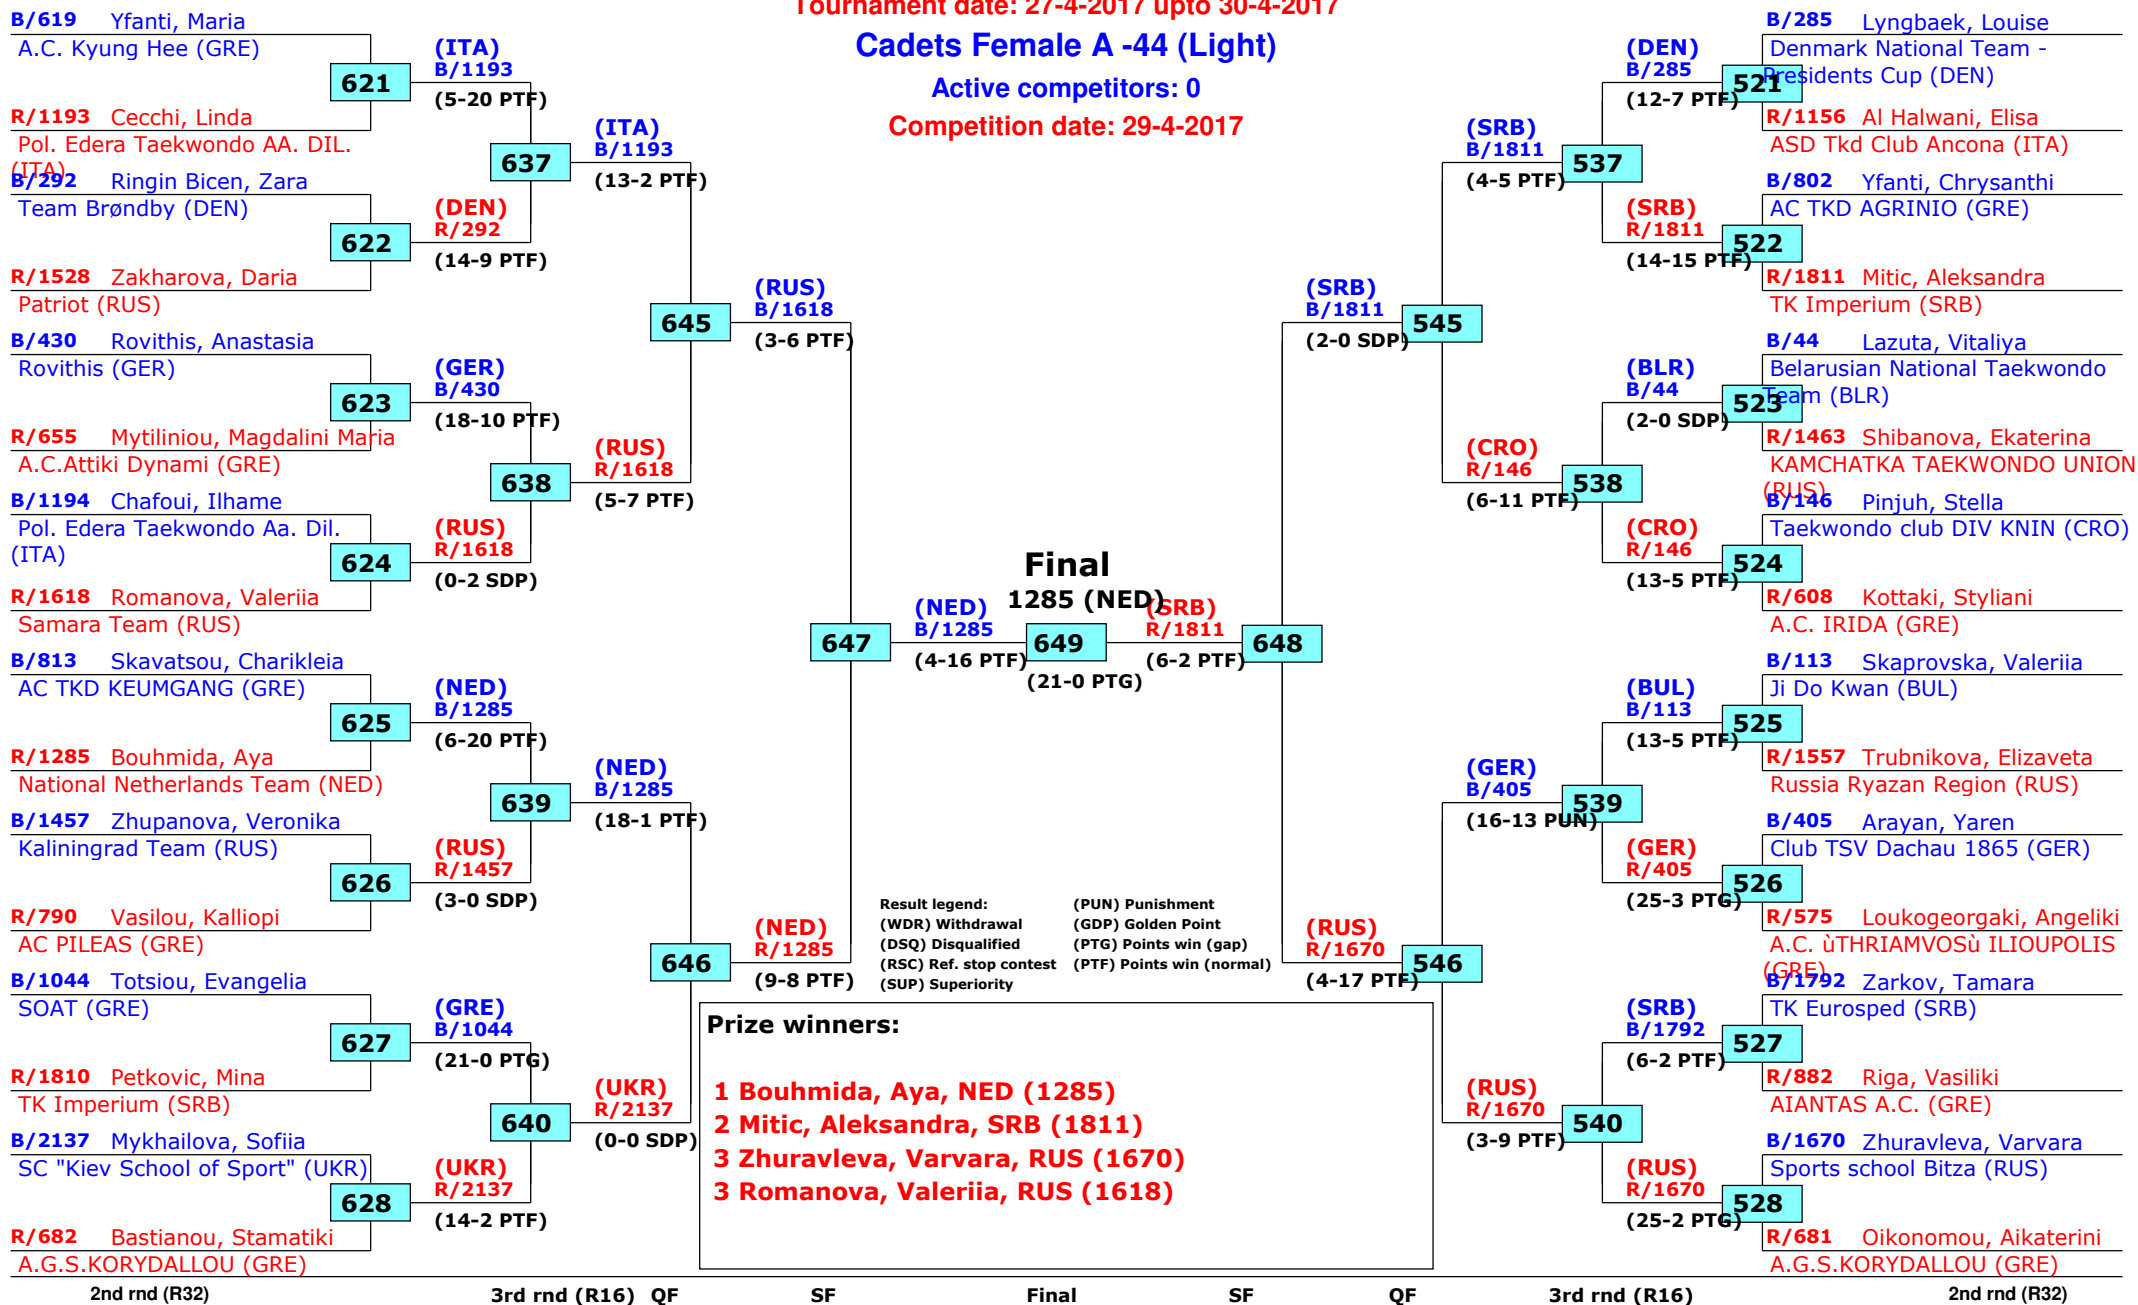 Tournament date: 27-4-2017 upto 30-4-2017
Cadets Female A -44 (Light)
Active competitors: 0
Competition date: 29-4-2017
B/619 Yfanti, Maria
A.C. Kyung Hee (GRE)
621
R/1193 Cecchi, Linda
Pol. Edera Taekwondo AA. DIL.
(ITA)
B/292 Ringin Bicen, Zara
Team Brøndby (DEN)
622
R/1528 Zakharova, Daria
Patriot (RUS)
B/430 Rovithis, Anastasia
Rovithis (GER)
623
R/655 Mytiliniou, Magdalini Maria
A.C.Attiki Dynami (GRE)
B/1194 Chafoui, Ilhame
Pol. Edera Taekwondo Aa. Dil.
(ITA)
624
R/1618 Romanova, Valeriia
Samara Team (RUS)
B/813 Skavatsou, Charikleia
AC TKD KEUMGANG (GRE)
625
R/1285 Bouhmida, Aya
National Netherlands Team (NED)
B/1457 Zhupanova, Veronika
Kaliningrad Team (RUS)
626
R/790 Vasilou, Kalliopi
AC PILEAS (GRE)
B/1044 Totsiou, Evangelia
SOAT (GRE)
627
R/1810 Petkovic, Mina
TK Imperium (SRB)
B/2137 Mykhailova, Sofiia
SC "Kiev School of Sport" (UKR)
628
R/682 Bastianou, Stamatiki
A.G.S.KORYDALLOU (GRE)
(ITA)
B/1193
(5-20 PTF)
637
(DEN)
R/292
(14-9 PTF)
(GER)
B/430
(18-10 PTF)
638
(RUS)
R/1618
(0-2 SDP)
(NED)
B/1285
(6-20 PTF)
639
(RUS)
R/1457
(3-0 SDP)
(GRE)
B/1044
(21-0 PTG)
640
(UKR)
R/2137
(14-2 PTF)
(ITA)
B/1193
(13-2 PTF)
645
(RUS)
R/1618
(5-7 PTF)
(NED)
B/1285
(18-1 PTF)
646
(UKR)
R/2137
(0-0 SDP)
(RUS)
B/1618
(3-6 PTF)
647
(NED)
R/1285
(9-8 PTF)
(NED)
B/1285
(4-16 PTF)
Final
1285 (NED)
649
(21-0 PTG)
(SRB)
R/1811
(6-2 PTF)
648
(SRB)
B/1811
(2-0 SDP)
545
(RUS)
R/1670
(4-17 PTF)
546
(SRB)
B/1811
(4-5 PTF)
537
(CRO)
R/146
(6-11 PTF)
538
(GER)
B/405
(16-13 PUN)
539
(RUS)
R/1670
(3-9 PTF)
540
(DEN)
B/285
(12-7 PTF)
(SRB)
R/1811
(14-15 PTF)
(BLR)
B/44
(2-0 SDP)
(CRO)
R/146
(13-5 PTF)
(BUL)
B/113
(13-5 PTF)
(GER)
R/405
(25-3 PTG)
(SRB)
B/1792
(6-2 PTF)
(RUS)
R/1670
(25-2 PTG)
B/285 Lyngbaek, Louise
Denmark National Team -
Presidents Cup (DEN)
521
R/1156 Al Halwani, Elisa
ASD Tkd Club Ancona (ITA)
B/802 Yfanti, Chrysanthi
AC TKD AGRINIO (GRE)
522
R/1811 Mitic, Aleksandra
TK Imperium (SRB)
B/44 Lazuta, Vitaliya
Belarusian National Taekwondo
Team (BLR)
523
R/1463 Shibanova, Ekaterina
KAMCHATKA TAEKWONDO UNION
(RUS)
B/146 Pinjuh, Stella
Taekwondo club DIV KNIN (CRO)
524
R/608 Kottaki, Styliani
A.C. IRIDA (GRE)
B/113 Skaprovska, Valeriia
Ji Do Kwan (BUL)
525
R/1557 Trubnikova, Elizaveta
Russia Ryazan Region (RUS)
B/405 Arayan, Yaren
Club TSV Dachau 1865 (GER)
526
R/575 Loukogeorgaki, Angeliki
A.C. ùTHRIAMVOSù ILIOUPOLIS
(GRE)
B/1792 Zarkov, Tamara
TK Eurosped (SRB)
527
R/882 Riga, Vasiliki
AIANTAS A.C. (GRE)
B/1670 Zhuravleva, Varvara
Sports school Bitza (RUS)
528
R/681 Oikonomou, Aikaterini
A.G.S.KORYDALLOU (GRE)
Result legend: (PUN) Punishment
(WDR) Withdrawal (GDP) Golden Point
(DSQ) Disqualified (PTG) Points win (gap)
(RSC) Ref. stop contest (PTF) Points win (normal)
(SUP) Superiority
Prize winners:
1 Bouhmida, Aya, NED (1285)
2 Mitic, Aleksandra, SRB (1811)
3 Zhuravleva, Varvara, RUS (1670)
3 Romanova, Valeriia, RUS (1618)
2nd rnd (R32) 3rd rnd (R16) QF SF Final SF QF 3rd rnd (R16) 2nd rnd (R32)